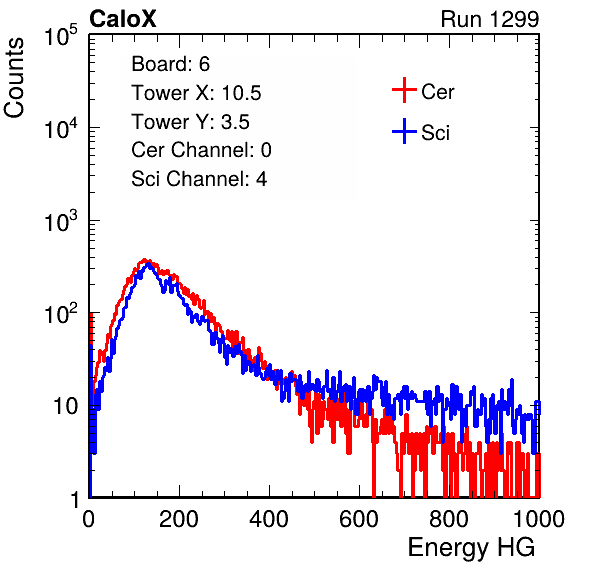 CaloX Run 1299
Counts
10^5
10^4
10^3
10^2
10
1
Board: 6
Tower X: 10.5
Tower Y: 3.5
Cer Channel: 0
Sci Channel: 4
Cer
Sci
0 200 400 600 800 1000
Energy HG